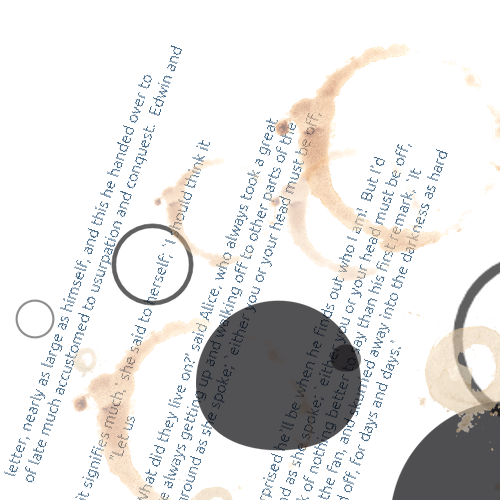 letter, nearly as large as himself, and this he handed over to
of late much accustomed to usurpation and conquest. Edwin and
it signifies much,' she said to herself; 'I should think it
"Let us
what did they live on?' said Alice, who always took a great
always getting up and walking off to other parts of the
around as she spoke; either you or your head must be off,
he'll be when he finds out who I am! But I'd
as she spoke; either you or your head must be off,
of nothing better to say than his first remark, 'It
the fan, and skurried away into the darkness as hard
off, for days and days.'